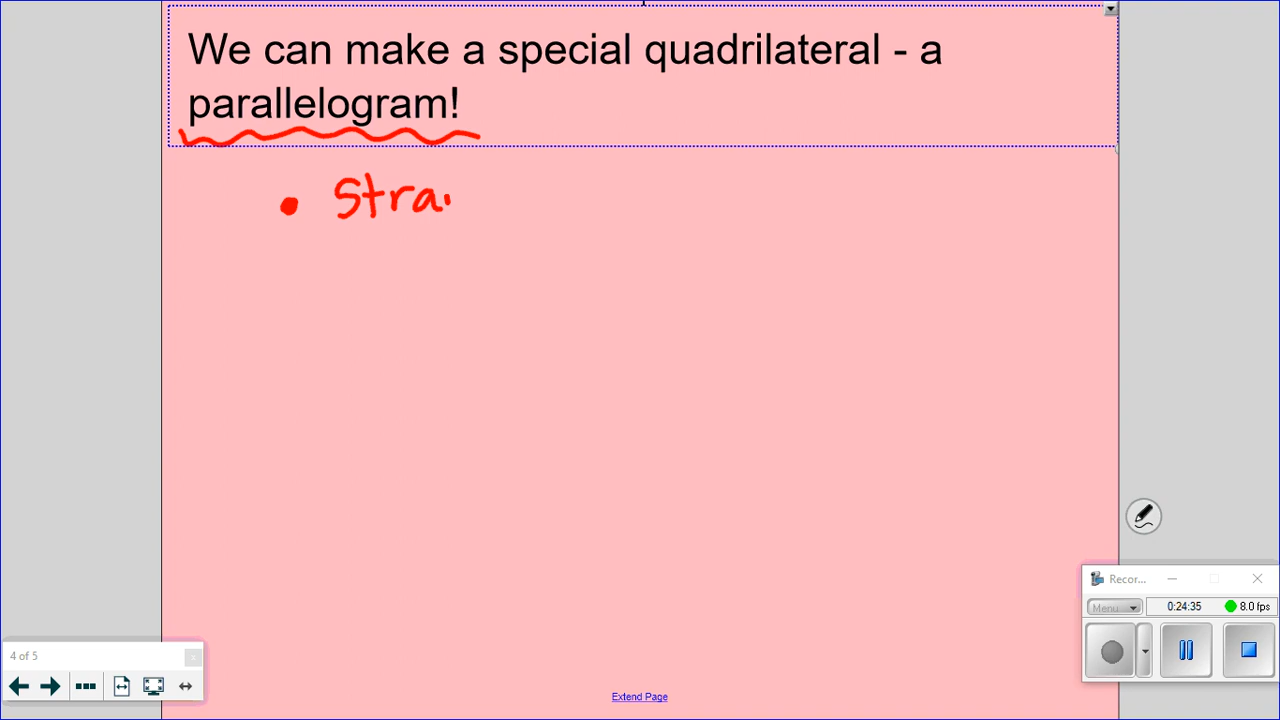 We can make a special quadrilateral - a
parallelogram!
• Stra
Recor...
Menu
0:24:35
8.0 fps
4 of 5
Extend Page